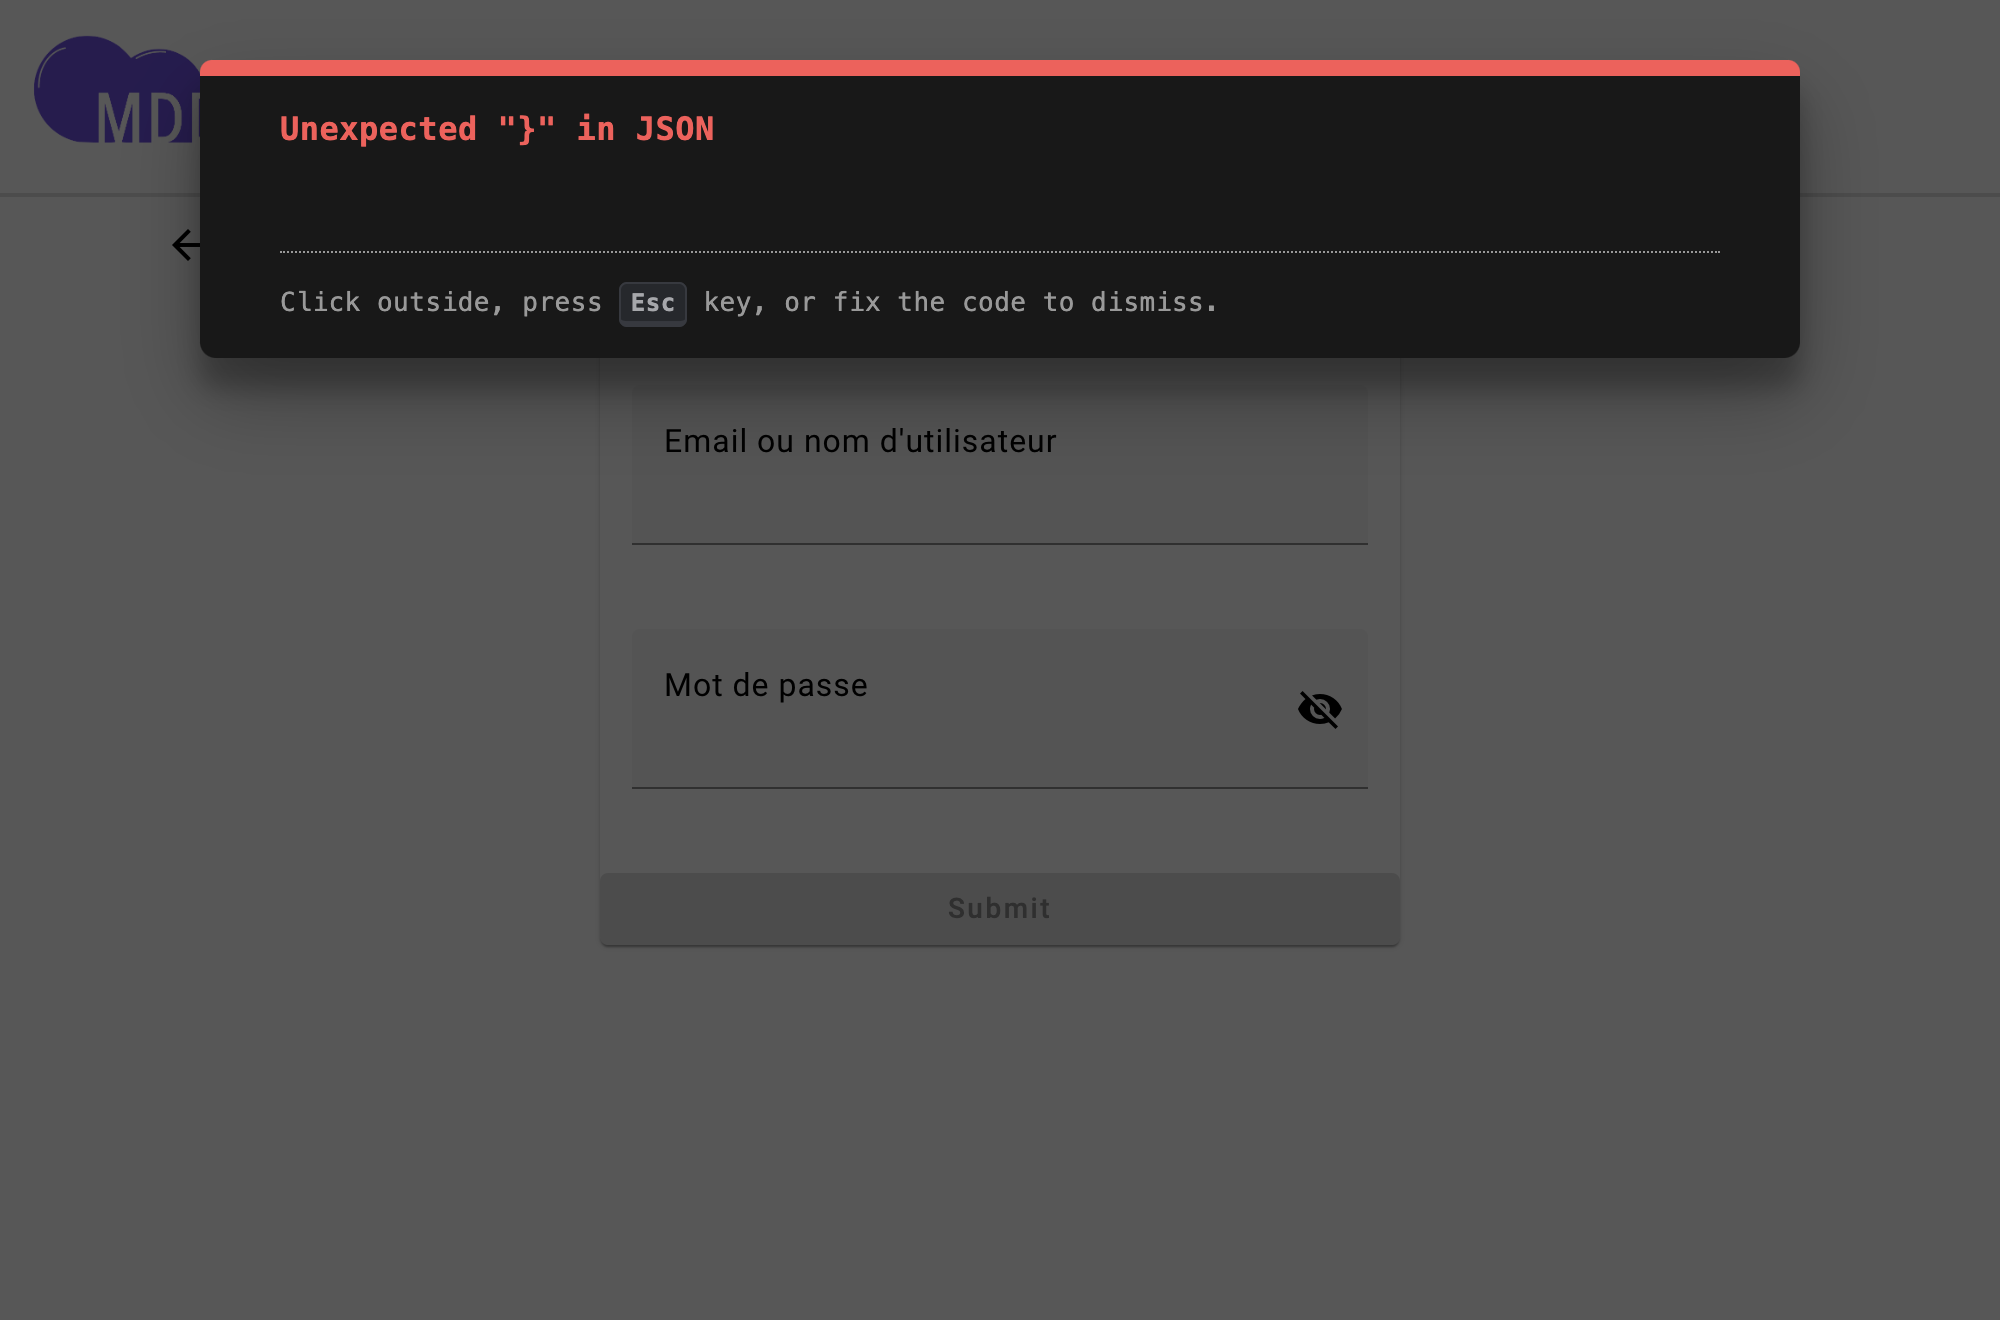 Unexpected "}" in JSON
Click outside, press Esc key, or fix the code to dismiss.
Email ou nom d'utilisateur
Mot de passe
Submit